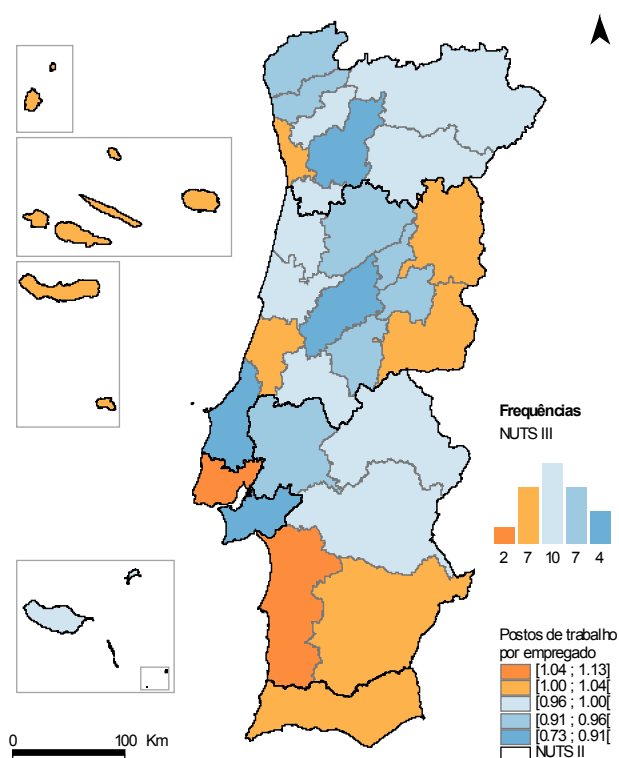 Frequências
NUTS III
2 7 10 7 4
Postos de trabalho
por empregado
[1.04 ; 1.13]
[1.00 ; 1.04[
[0.96 ; 1.00[
[0.91 ; 0.96[
[0.73 ; 0.91[
NUTS II
0 100 Km